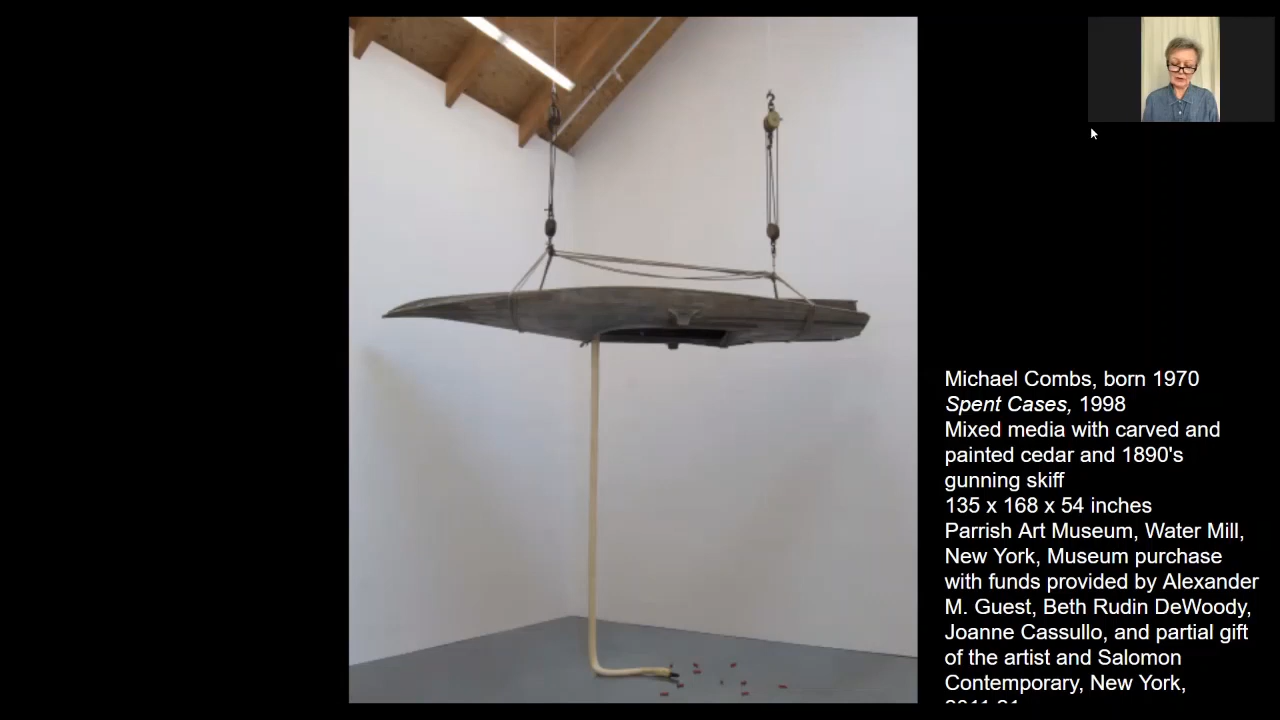 Michael Combs, born 1970
Spent Cases, 1998
Mixed media with carved and
painted cedar and 1890's
gunning skiff
135 x 168 x 54 inches
Parrish Art Museum, Water Mill,
New York, Museum purchase
with funds provided by Alexander
M. Guest, Beth Rudin DeWoody,
Joanne Cassullo, and partial gift
of the artist and Salomon
Contemporary, New York,